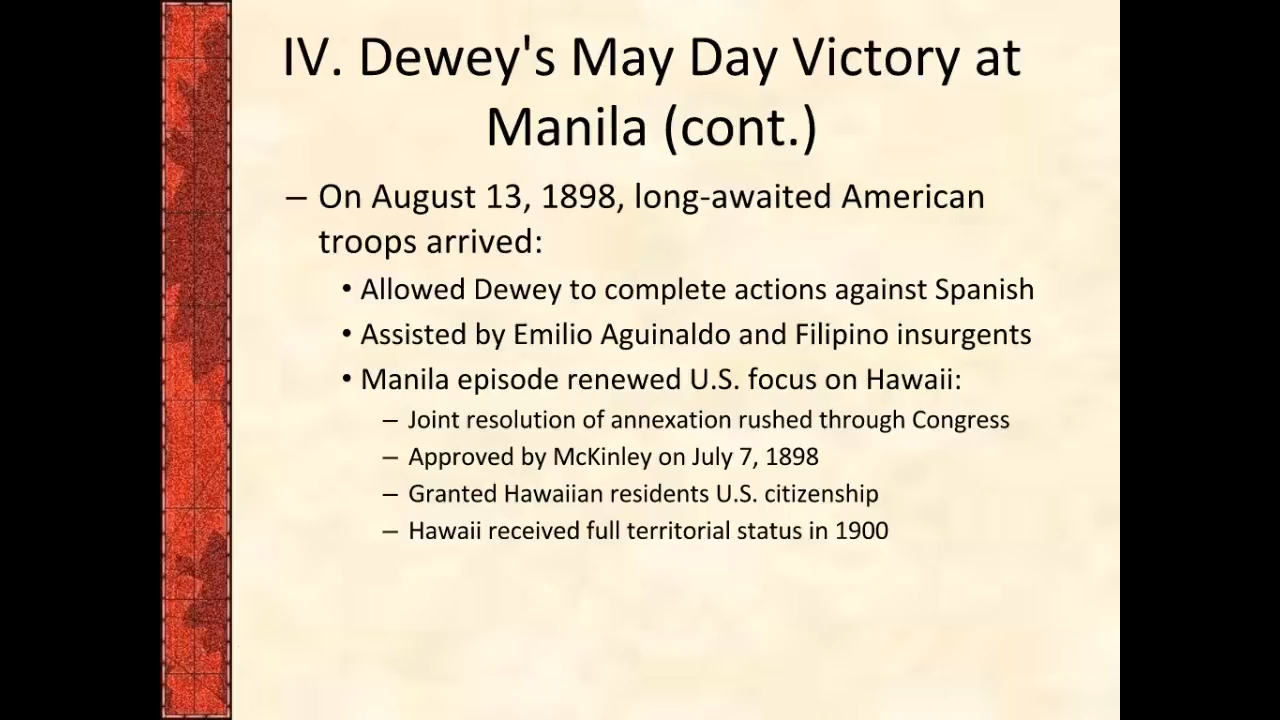 IV. Dewey's May Day Victory at
Manila (cont.)
– On August 13, 1898, long-awaited American
troops arrived:
• Allowed Dewey to complete actions against Spanish
• Assisted by Emilio Aguinaldo and Filipino insurgents
• Manila episode renewed U.S. focus on Hawaii:
– Joint resolution of annexation rushed through Congress
– Approved by McKinley on July 7, 1898
– Granted Hawaiian residents U.S. citizenship
– Hawaii received full territorial status in 1900